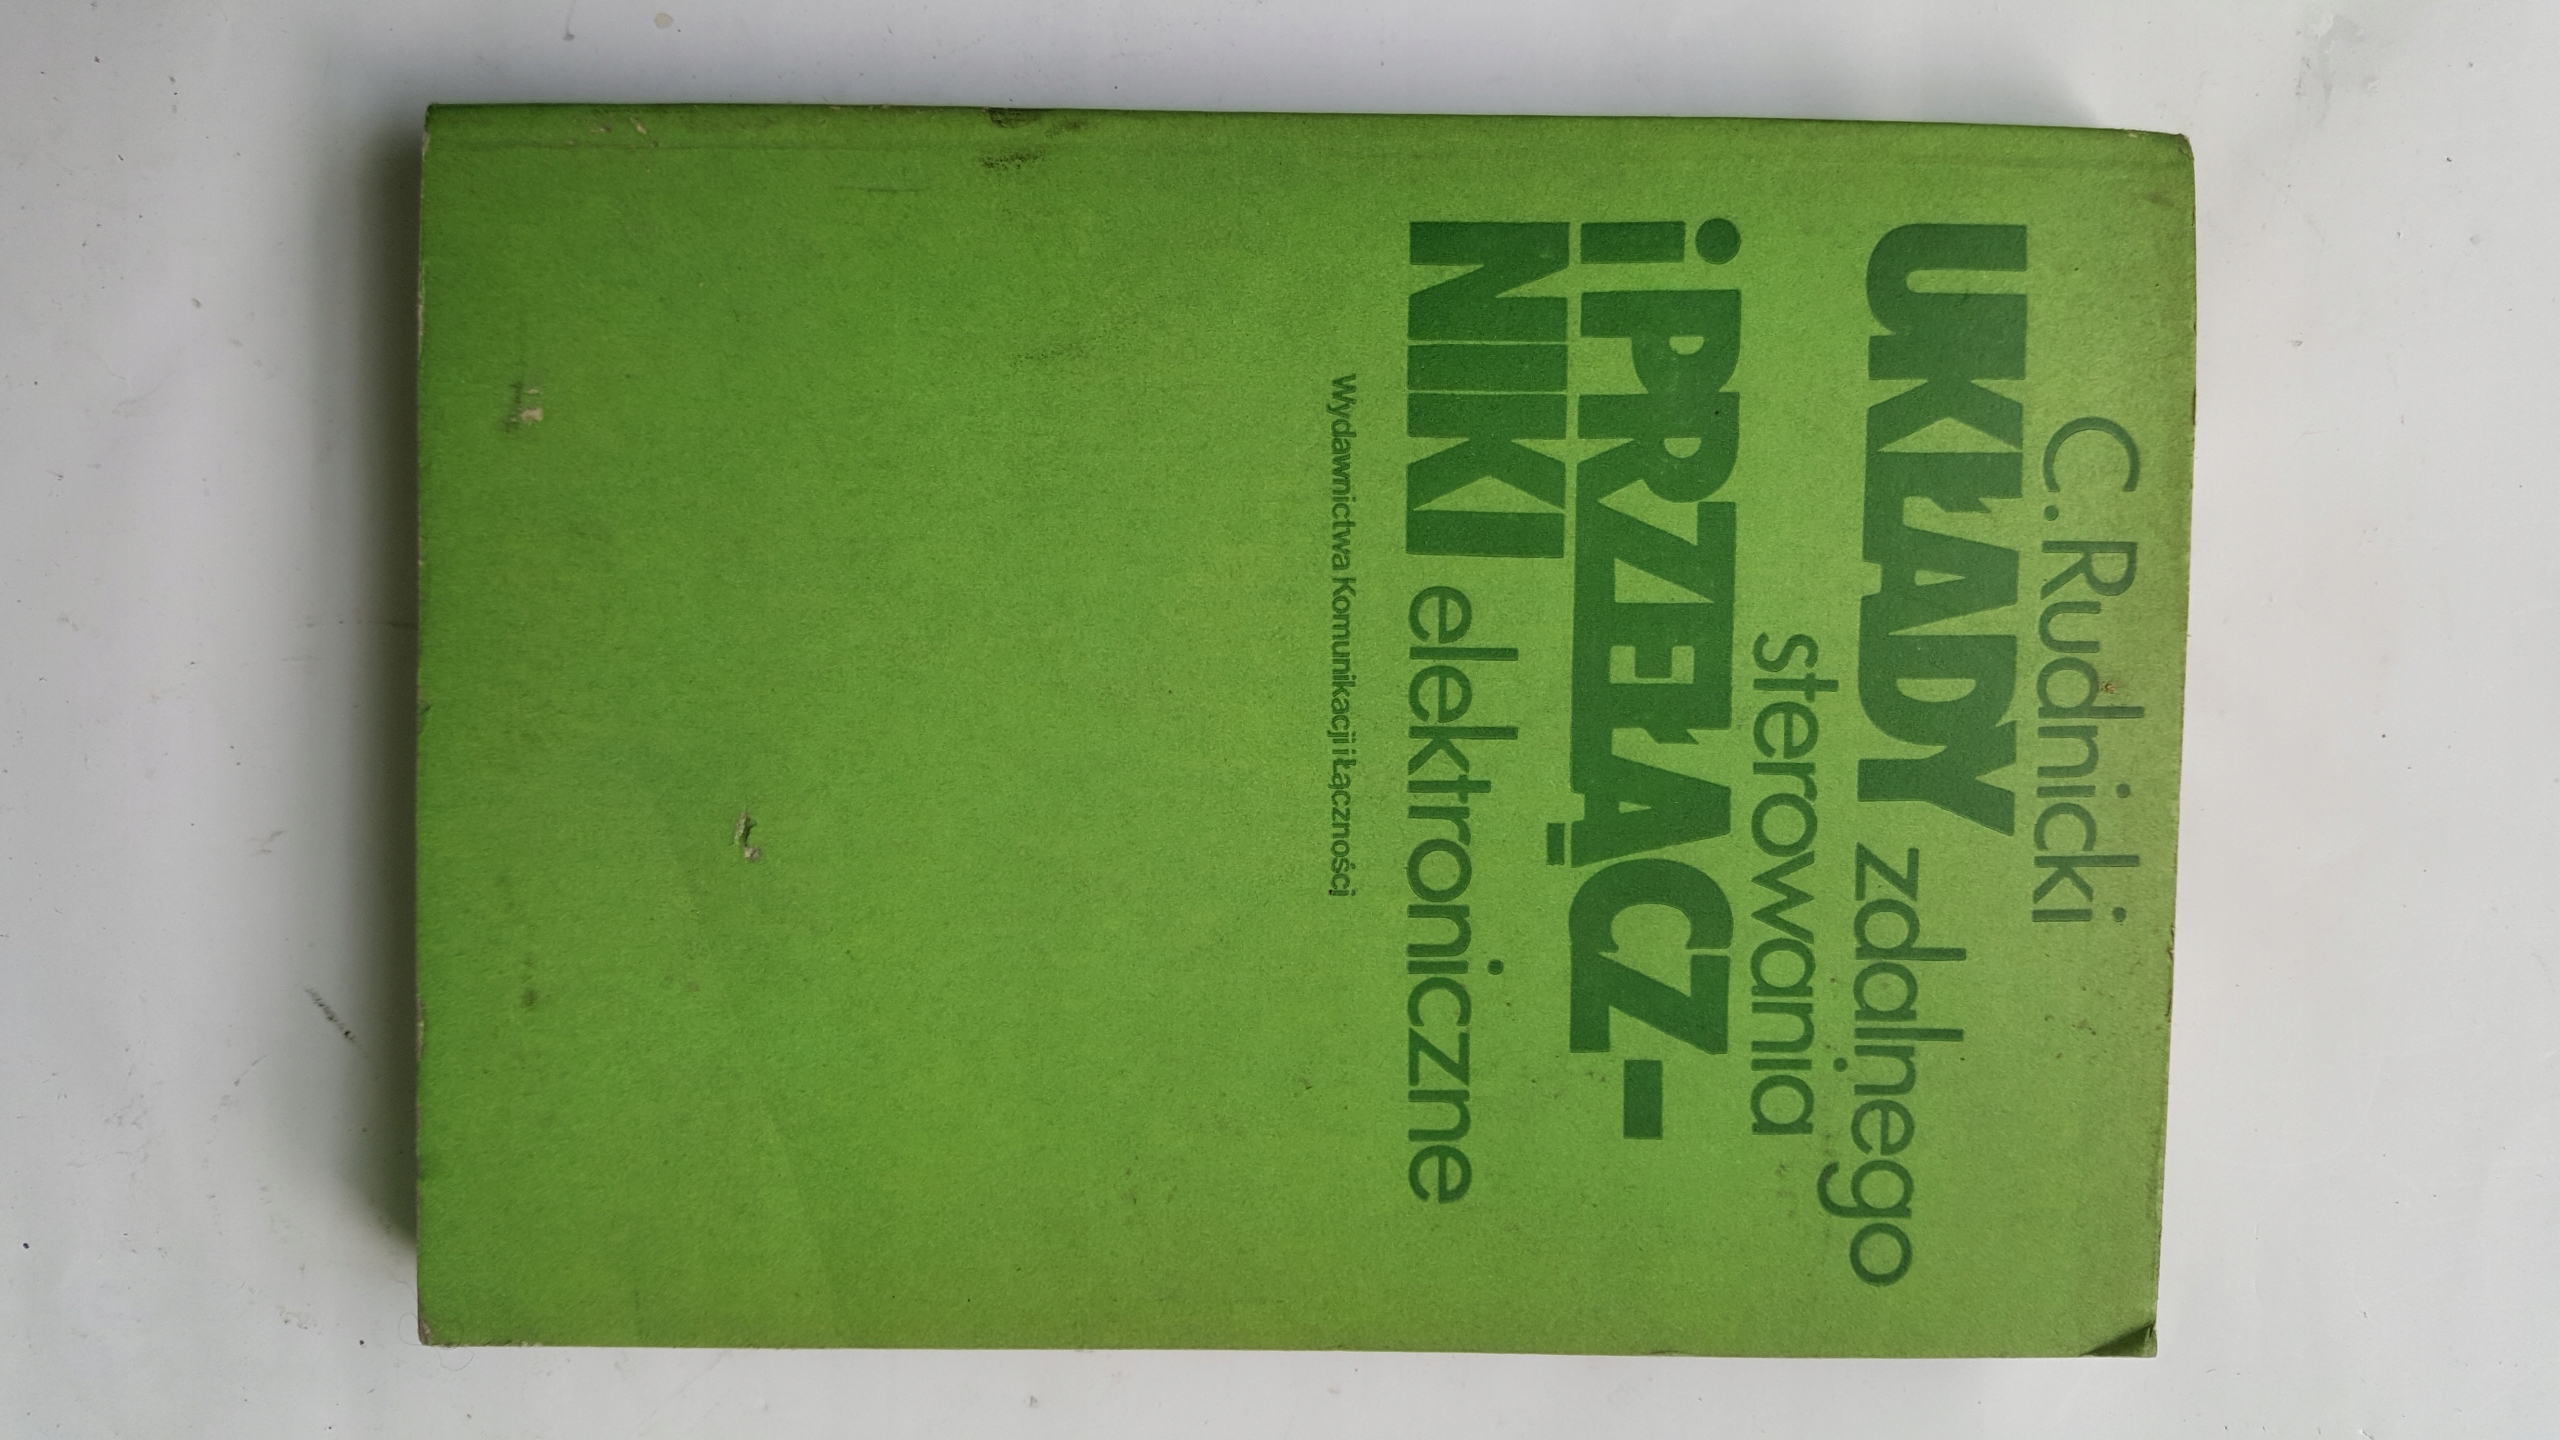 C. Rudnicki
UKŁADY zdalnego
sterowania
i PRZEŁĄCZ-
NIKI elektroniczne
Wydawnictwa Komunikacji i Łączności